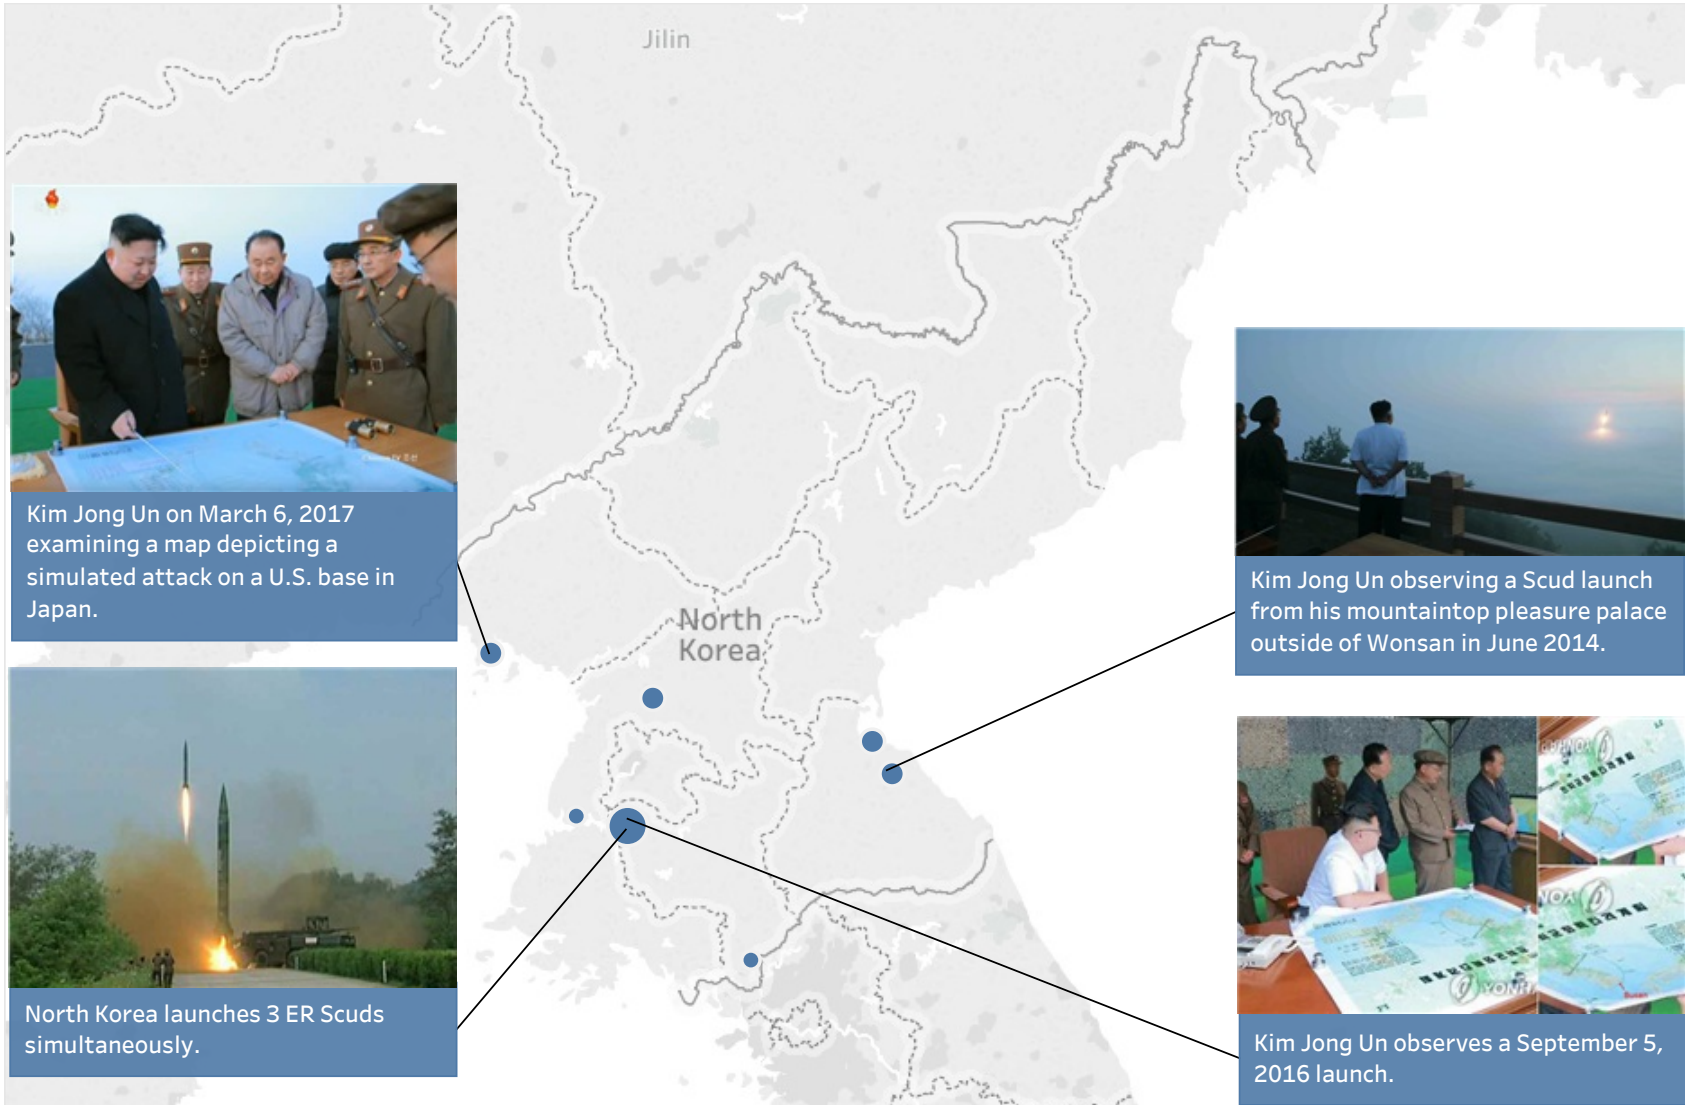 Jilin
Kim Jong Un on March 6, 2017
examining a map depicting a
simulated attack on a U.S. base in
Japan.
North
Korea
Kim Jong Un observing a Scud launch
from his mountaintop pleasure palace
outside of Wonsan in June 2014.
North Korea launches 3 ER Scuds
simultaneously.
YONHA
Busan
Kim Jong Un observes a September 5,
2016 launch.